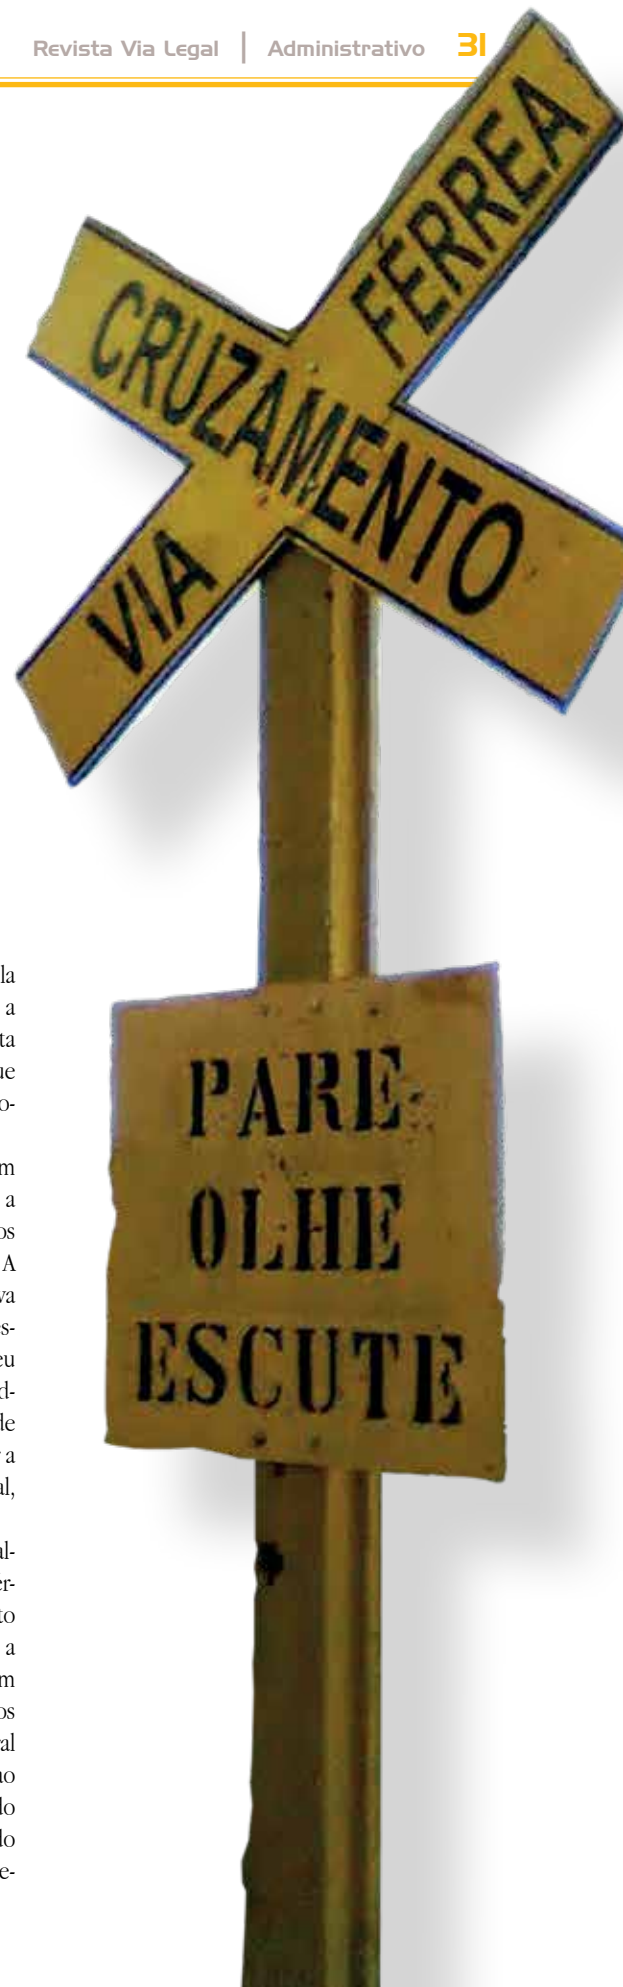 Revista Via Legal | Administrativo 31
CRUZAMENTO
VIA FÉRREA
PARE
OLHE
ESCUTE